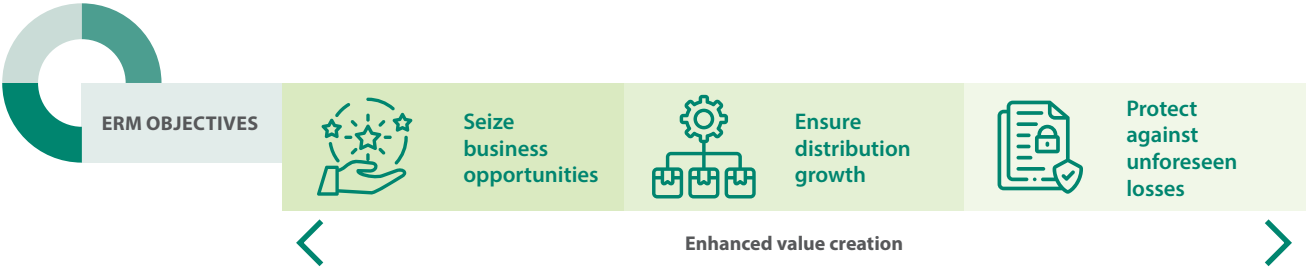 ERM OBJECTIVES
Seize
business
opportunities
Ensure
distribution
growth
Protect
against
unforeseen
losses
Enhanced value creation